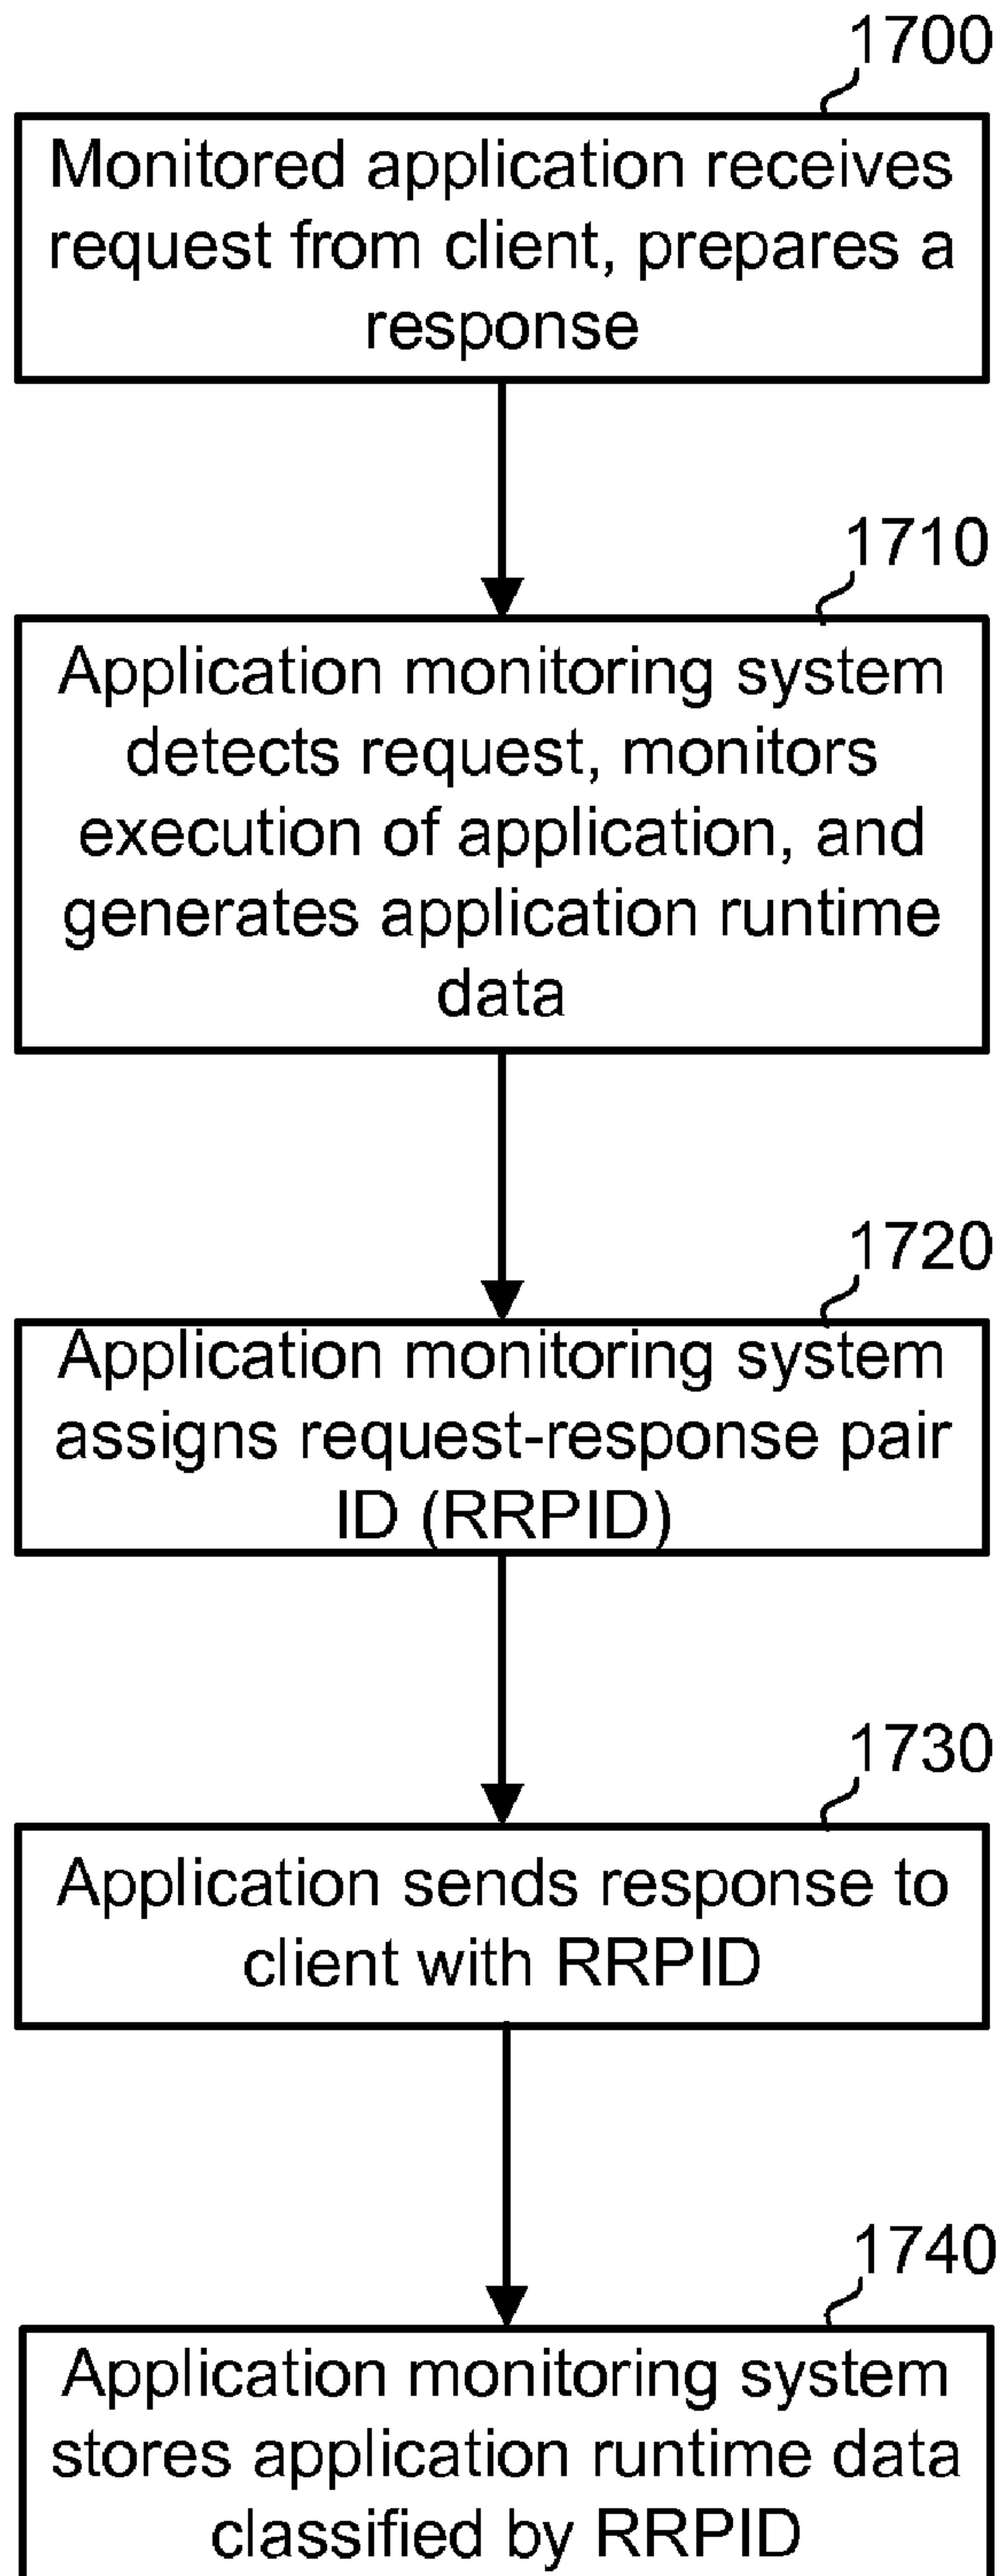 1700
Monitored application receives
request from client, prepares a
response
1710
Application monitoring system
detects request, monitors
execution of application, and
generates application runtime
data
1720
Application monitoring system
assigns request-response pair
ID (RRPID)
1730
Application sends response to
client with RRPID
1740
Application monitoring system
stores application runtime data
classified by RRPID